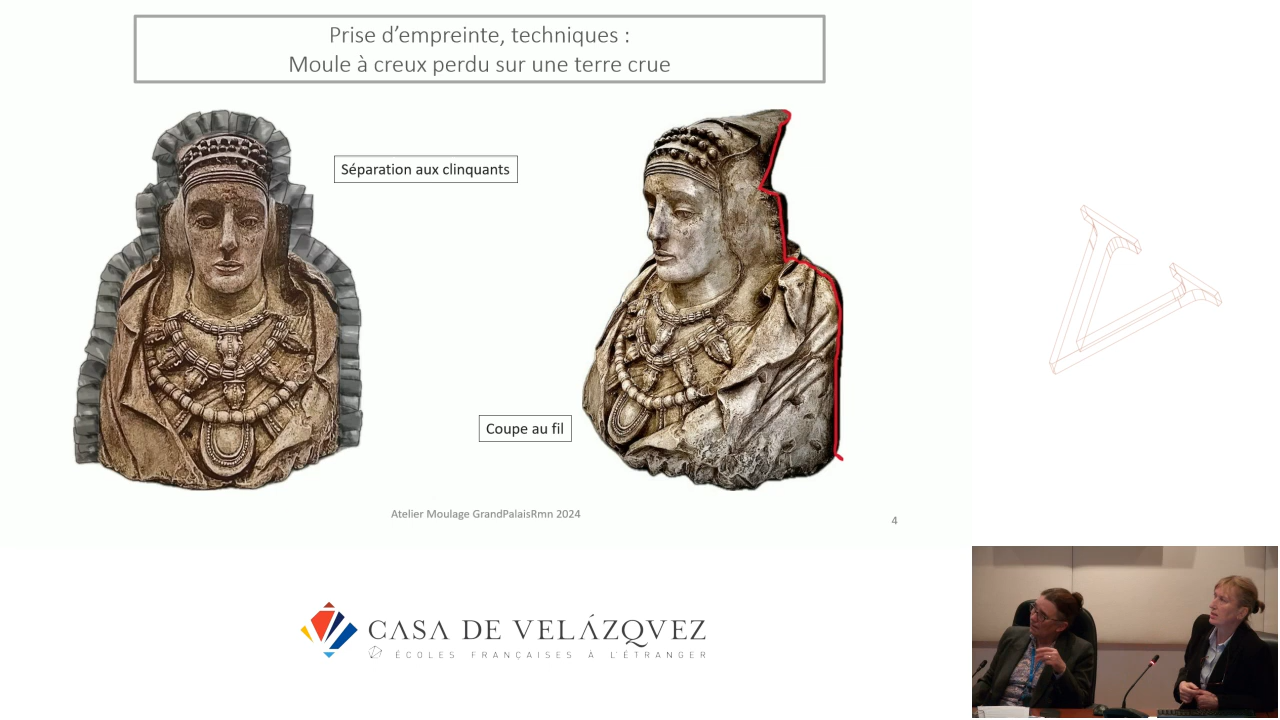 Prise d’empreinte, techniques :
Moule à creux perdu sur une terre crue
Séparation aux clinquants
Coupe au fil
Atelier Moulage GrandPalaisRmn 2024
4
CASA DE VELÁZQVEZ
ÉCOLES FRANÇAISES À L'ÉTRANGER